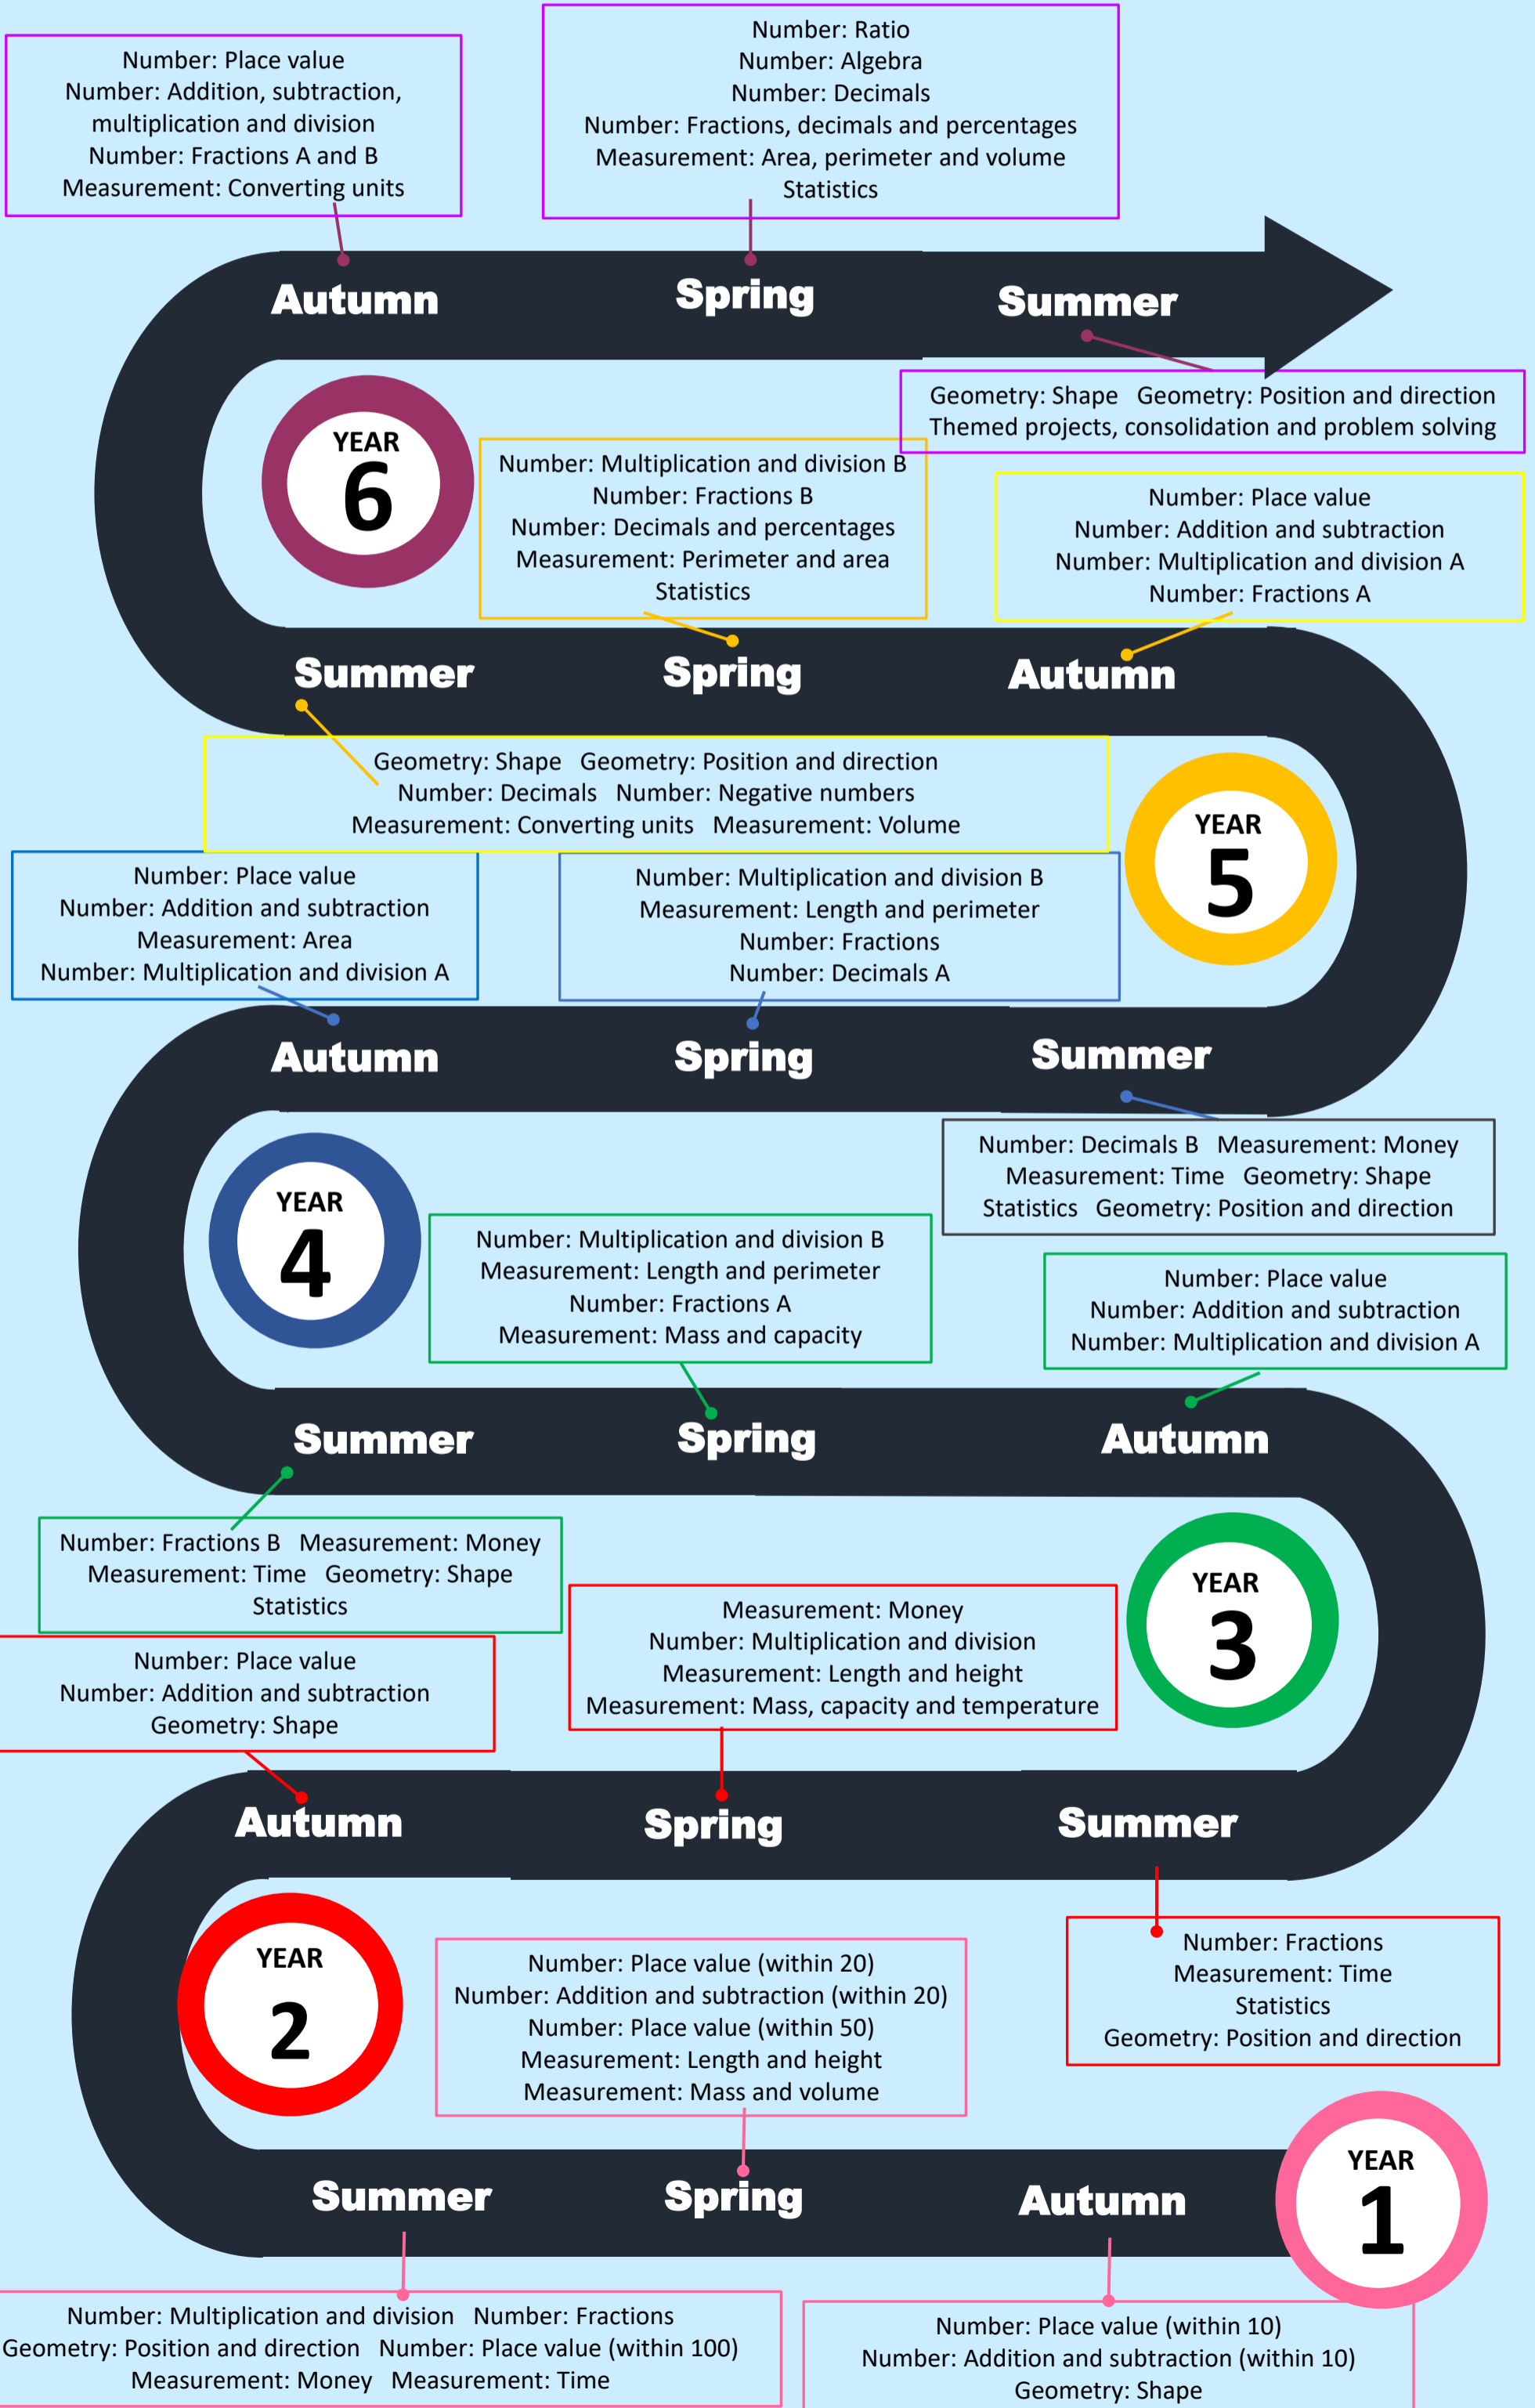 Number: Place value
Number: Addition, subtraction,
multiplication and division
Number: Fractions A and B
Measurement: Converting units
Number: Ratio
Number: Algebra
Number: Decimals
Number: Fractions, decimals and percentages
Measurement: Area, perimeter and volume
Statistics
Autumn
Spring
Summer
Geometry: Shape   Geometry: Position and direction
Themed projects, consolidation and problem solving
YEAR
6
Number: Multiplication and division B
Number: Fractions B
Number: Decimals and percentages
Measurement: Perimeter and area
Statistics
Number: Place value
Number: Addition and subtraction
Number: Multiplication and division A
Number: Fractions A
Summer
Spring
Autumn
Geometry: Shape   Geometry: Position and direction
Number: Decimals   Number: Negative numbers
Measurement: Converting units   Measurement: Volume
YEAR
5
Number: Place value
Number: Addition and subtraction
Measurement: Area
Number: Multiplication and division A
Number: Multiplication and division B
Measurement: Length and perimeter
Number: Fractions
Number: Decimals A
Autumn
Spring
Summer
Number: Decimals B   Measurement: Money
Measurement: Time   Geometry: Shape
Statistics   Geometry: Position and direction
YEAR
4
Number: Multiplication and division B
Measurement: Length and perimeter
Number: Fractions A
Measurement: Mass and capacity
Number: Place value
Number: Addition and subtraction
Number: Multiplication and division A
Summer
Spring
Autumn
Number: Fractions B   Measurement: Money
Measurement: Time   Geometry: Shape
Statistics
YEAR
3
Number: Place value
Number: Addition and subtraction
Geometry: Shape
Measurement: Money
Number: Multiplication and division
Measurement: Length and height
Measurement: Mass, capacity and temperature
Autumn
Spring
Summer
Number: Fractions
Measurement: Time
Statistics
Geometry: Position and direction
YEAR
2
Number: Place value (within 20)
Number: Addition and subtraction (within 20)
Number: Place value (within 50)
Measurement: Length and height
Measurement: Mass and volume
YEAR
1
Summer
Spring
Autumn
Number: Multiplication and division   Number: Fractions
Geometry: Position and direction   Number: Place value (within 100)
Measurement: Money   Measurement: Time
Number: Place value (within 10)
Number: Addition and subtraction (within 10)
Geometry: Shape